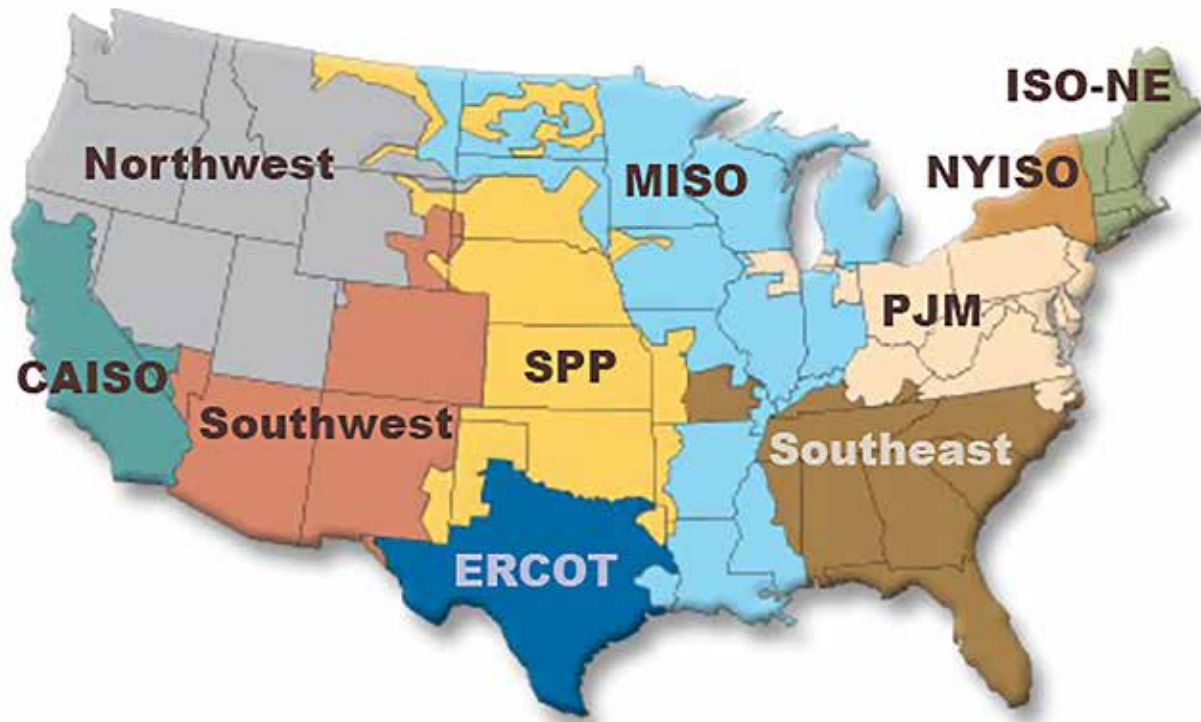 ISO-NE
Northwest
MISO
NYISO
PJM
CAISO
SPP
Southwest
Southeast
ERCOT